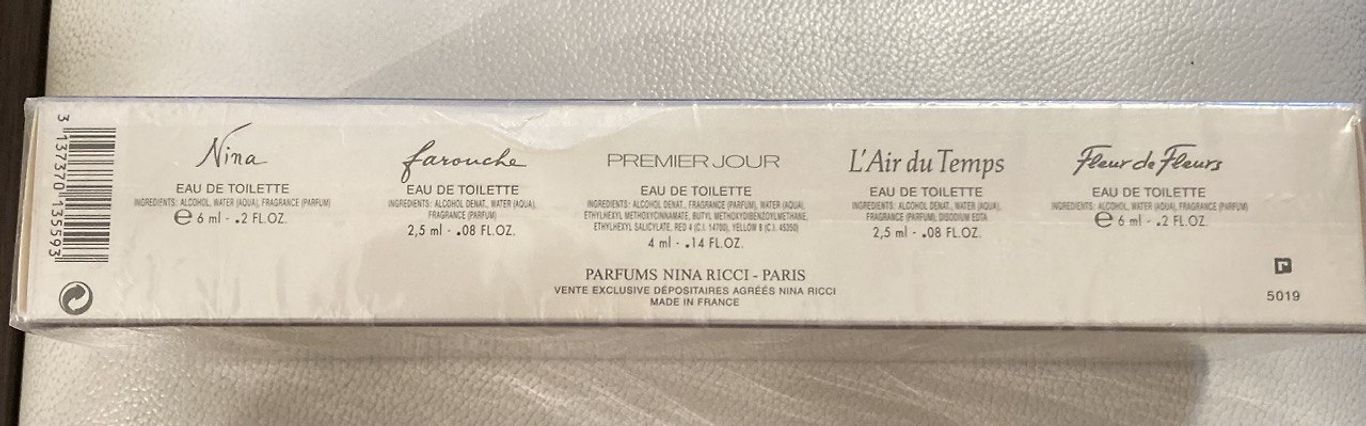 3 137370 135593
Nina
EAU DE TOILETTE
INGREDIENTS: ALCOHOL, WATER (AQUA), FRAGRANCE (PARFUM)
e 6 ml - .2 FL.OZ.
farouche
EAU DE TOILETTE
INGREDIENTS: ALCOHOL DENAT., WATER (AQUA),
FRAGRANCE (PARFUM)
2,5 ml - .08 FL.OZ.
PREMIER JOUR
EAU DE TOILETTE
INGREDIENTS: ALCOHOL DENAT., FRAGRANCE (PARFUM), WATER (AQUA),
ETHYLHEXYL METHOXYCINNAMATE, BUTYL METHOXYDIBENZOYLMETHANE,
ETHYLHEXYL SALICYLATE, RED 4 (C.I. 14700), YELLOW 8 (C.I. 45350)
4 ml - .14 FL.OZ.
L'Air du Temps
EAU DE TOILETTE
INGREDIENTS: ALCOHOL DENAT., WATER (AQUA),
FRAGRANCE (PARFUM), DISODIUM EDTA
2,5 ml - .08 FL.OZ.
Fleur de Fleurs
EAU DE TOILETTE
INGREDIENTS: ALCOHOL, WATER (AQUA), FRAGRANCE (PARFUM)
e 6 ml - .2 FL.OZ.
PARFUMS NINA RICCI - PARIS
VENTE EXCLUSIVE DÉPOSITAIRES AGRÉÉS NINA RICCI
MADE IN FRANCE
r
5019